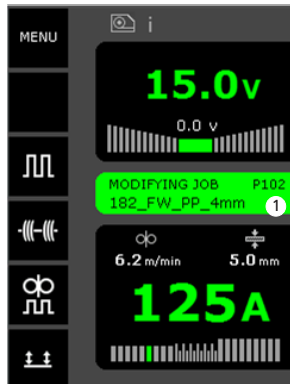 MENU
i
15.0v
0.0 v
MODIFYING JOB P102
182_FW_PP_4mm 1
6.2 m/min 5.0 mm
125A